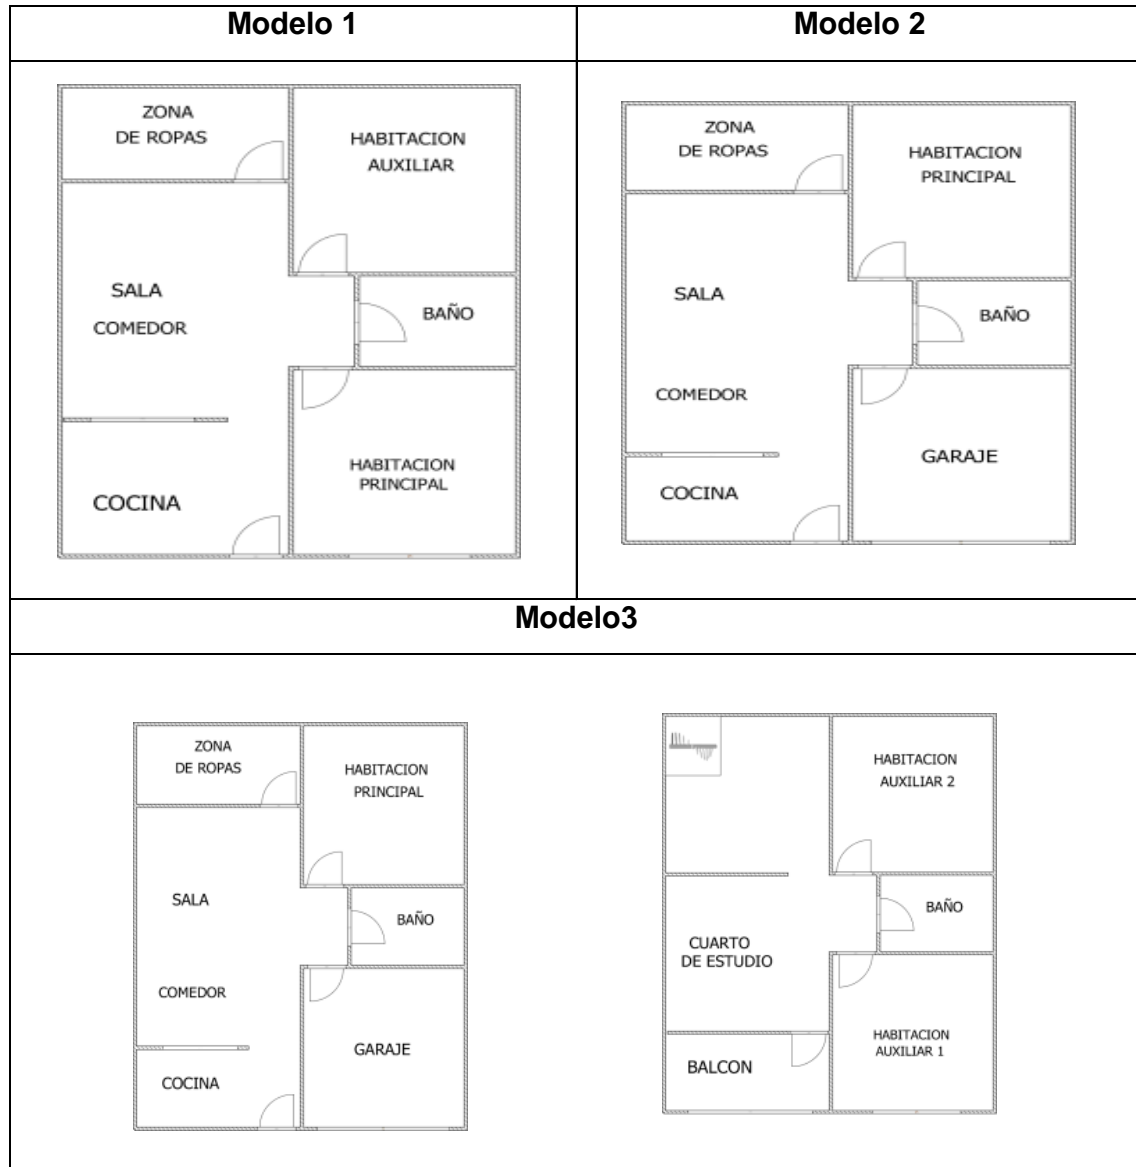 Modelo 1
Modelo 2
ZONA
DE ROPAS
HABITACION
AUXILIAR
SALA
COMEDOR
BAÑO
HABITACION
PRINCIPAL
COCINA
ZONA
DE ROPAS
HABITACION
PRINCIPAL
SALA
BAÑO
COMEDOR
GARAJE
COCINA
Modelo3
ZONA
DE ROPAS
HABITACION
PRINCIPAL
SALA
BAÑO
COMEDOR
GARAJE
COCINA
HABITACION
AUXILIAR 2
BAÑO
CUARTO
DE ESTUDIO
HABITACION
AUXILIAR 1
BALCON